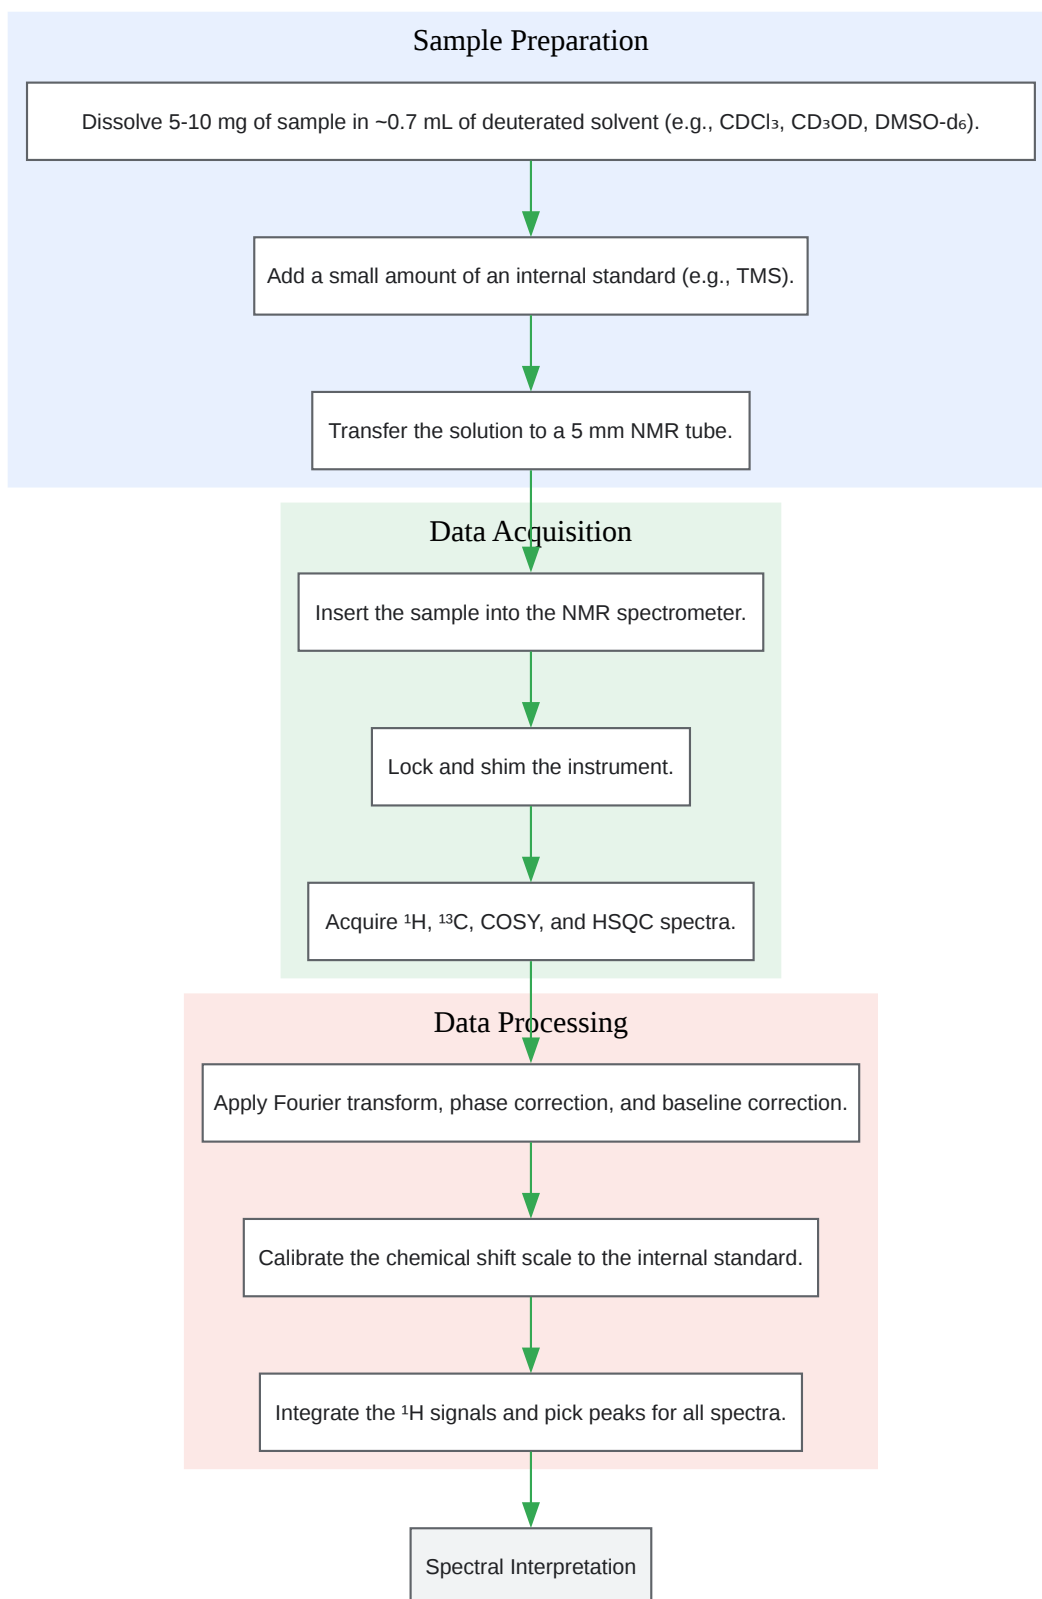 Sample Preparation
Dissolve 5-10 mg of sample in ~0.7 mL of deuterated solvent (e.g., CDCl₃, CD₃OD, DMSO-d₆).
Add a small amount of an internal standard (e.g., TMS).
Transfer the solution to a 5 mm NMR tube.
Data Acquisition
Insert the sample into the NMR spectrometer.
Lock and shim the instrument.
Acquire ¹H, ¹³C, COSY, and HSQC spectra.
Data Processing
Apply Fourier transform, phase correction, and baseline correction.
Calibrate the chemical shift scale to the internal standard.
Integrate the ¹H signals and pick peaks for all spectra.
Spectral Interpretation